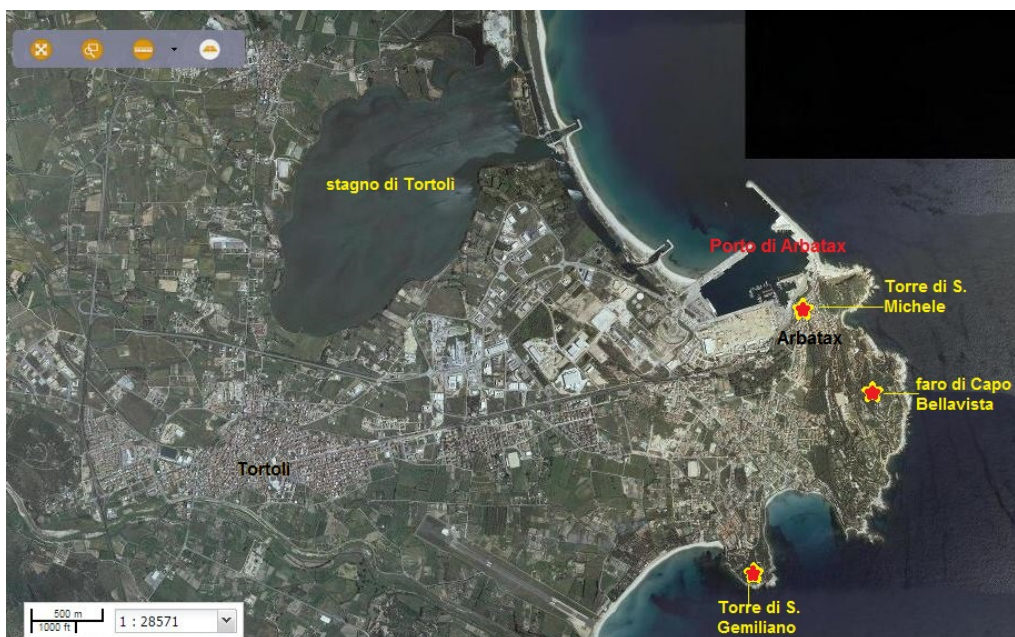 stagno di Tortolì
Porto di Arbatax
Torre di S.
Michele
Arbatax
faro di Capo
Bellavista
Tortolì
Torre di S.
Gemiliano
500 m
1000 ft
1 : 28571